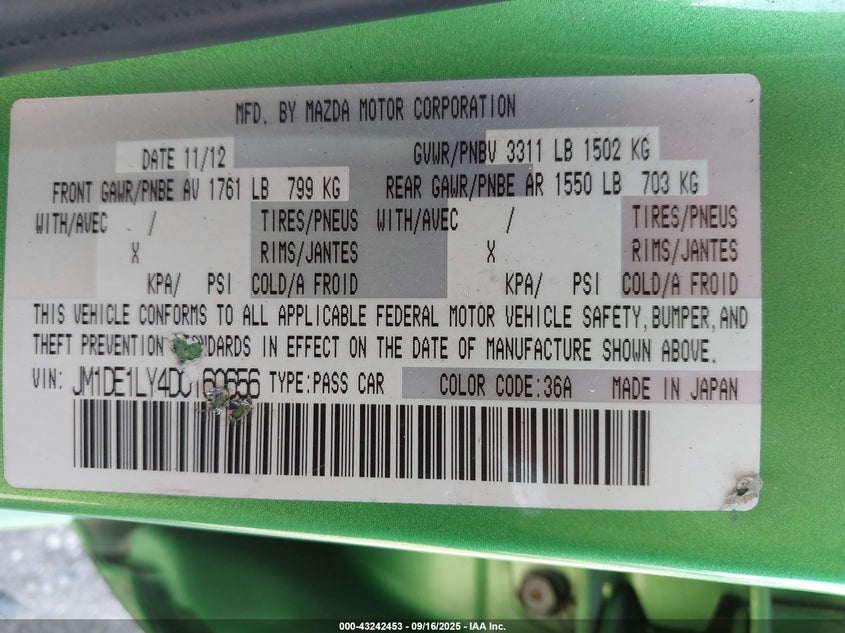 MFD. BY MAZDA MOTOR CORPORATION
DATE 11/12 GVWR/PNBV 3311 LB 1502 KG
FRONT GAWR/PNBE AV 1761 LB 799 KG REAR GAWR/PNBE AR 1550 LB 703 KG
WITH/AVEC / TIRES/PNEUS WITH/AVEC / TIRES/PNEUS
X RIMS/JANTES X RIMS/JANTES
KPA/ PSI COLD/A FROID KPA/ PSI COLD/A FROID
THIS VEHICLE CONFORMS TO ALL APPLICABLE FEDERAL MOTOR VEHICLE SAFETY, BUMPER, AND
THEFT PREVENTION STANDARDS IN EFFECT ON THE DATE OF MANUFACTURE SHOWN ABOVE.
VIN: JM1DE1LY4D0160656 TYPE:PASS CAR COLOR CODE:36A MADE IN JAPAN
000-43242453 - 09/16/2025 - IAA Inc.